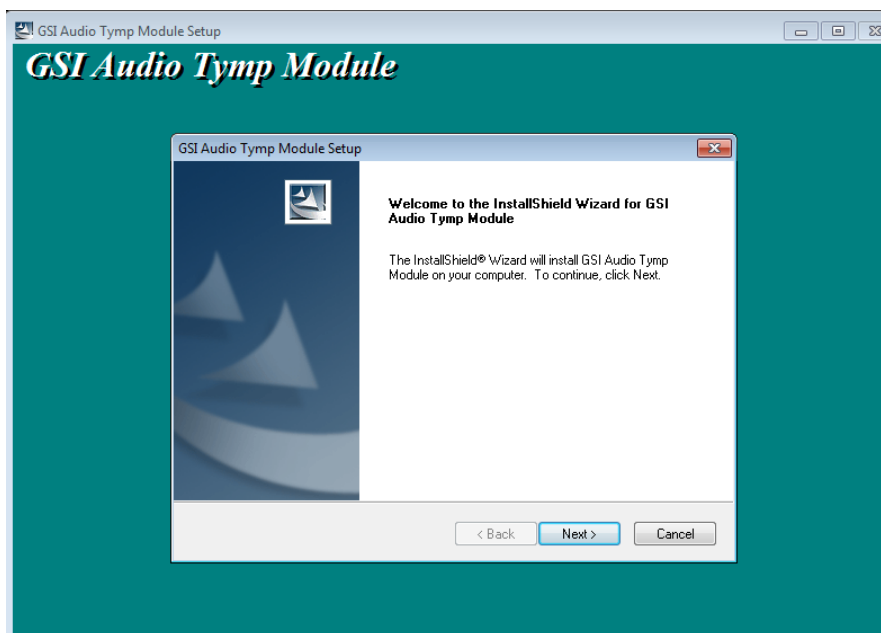 GSI Audio Tymp Module Setup
GSI Audio Tymp Module
GSI Audio Tymp Module Setup
Welcome to the InstallShield Wizard for GSI
Audio Tymp Module
The InstallShield® Wizard will install GSI Audio Tymp
Module on your computer. To continue, click Next.
< Back Next > Cancel